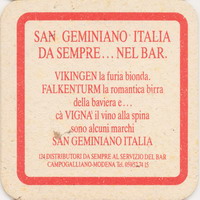 SAN GEMINIANO ITALIA
DA SEMPRE... NEL BAR.
VIKINGEN la furia bionda.
FALKENTURM la romantica birra
della baviera e...
cà VIGNA' il vino alla spina
sono alcuni marchi
SAN GEMINIANO ITALIA
DISTRIBUTORI DA SEMPRE AL SERVIZIO DEL BAR
CAMPOGALLIANO-MODENA Tel.